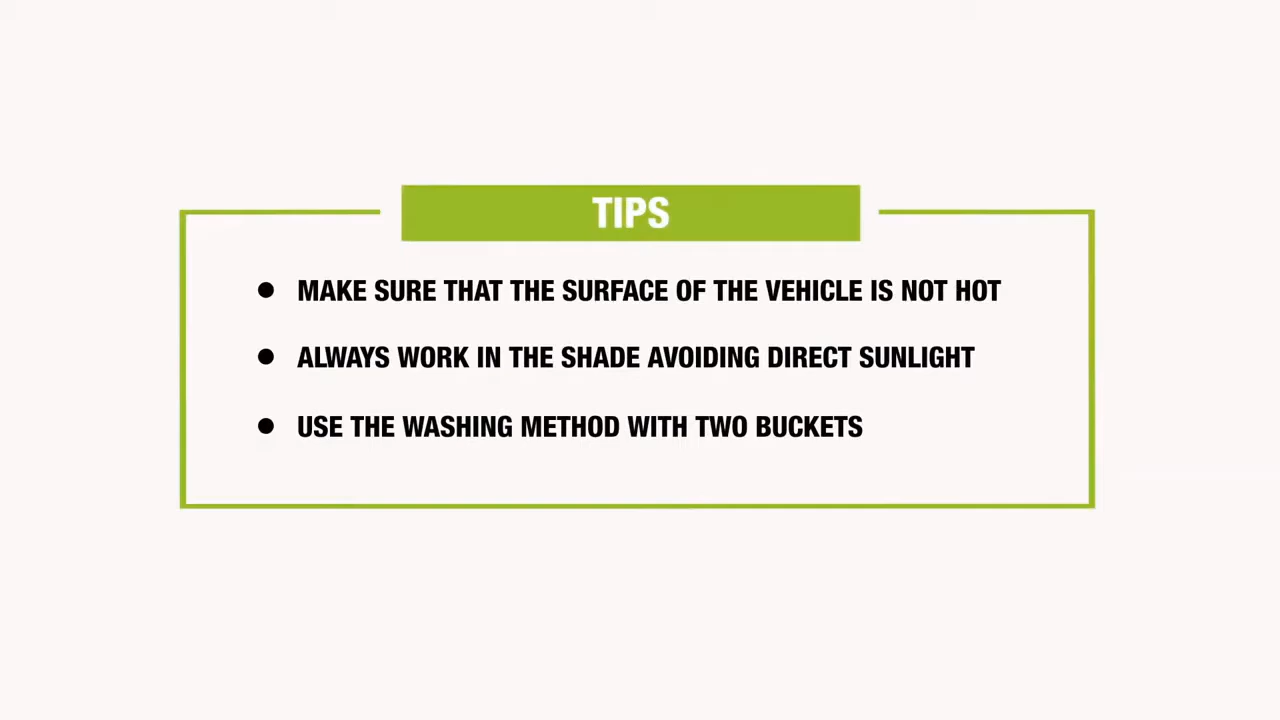 TIPS
● MAKE SURE THAT THE SURFACE OF THE VEHICLE IS NOT HOT
● ALWAYS WORK IN THE SHADE AVOIDING DIRECT SUNLIGHT
● USE THE WASHING METHOD WITH TWO BUCKETS